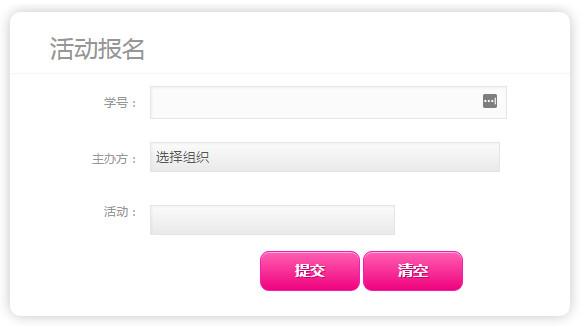 活动报名
学号：
主办方： 选择组织
活动：
提交 清空